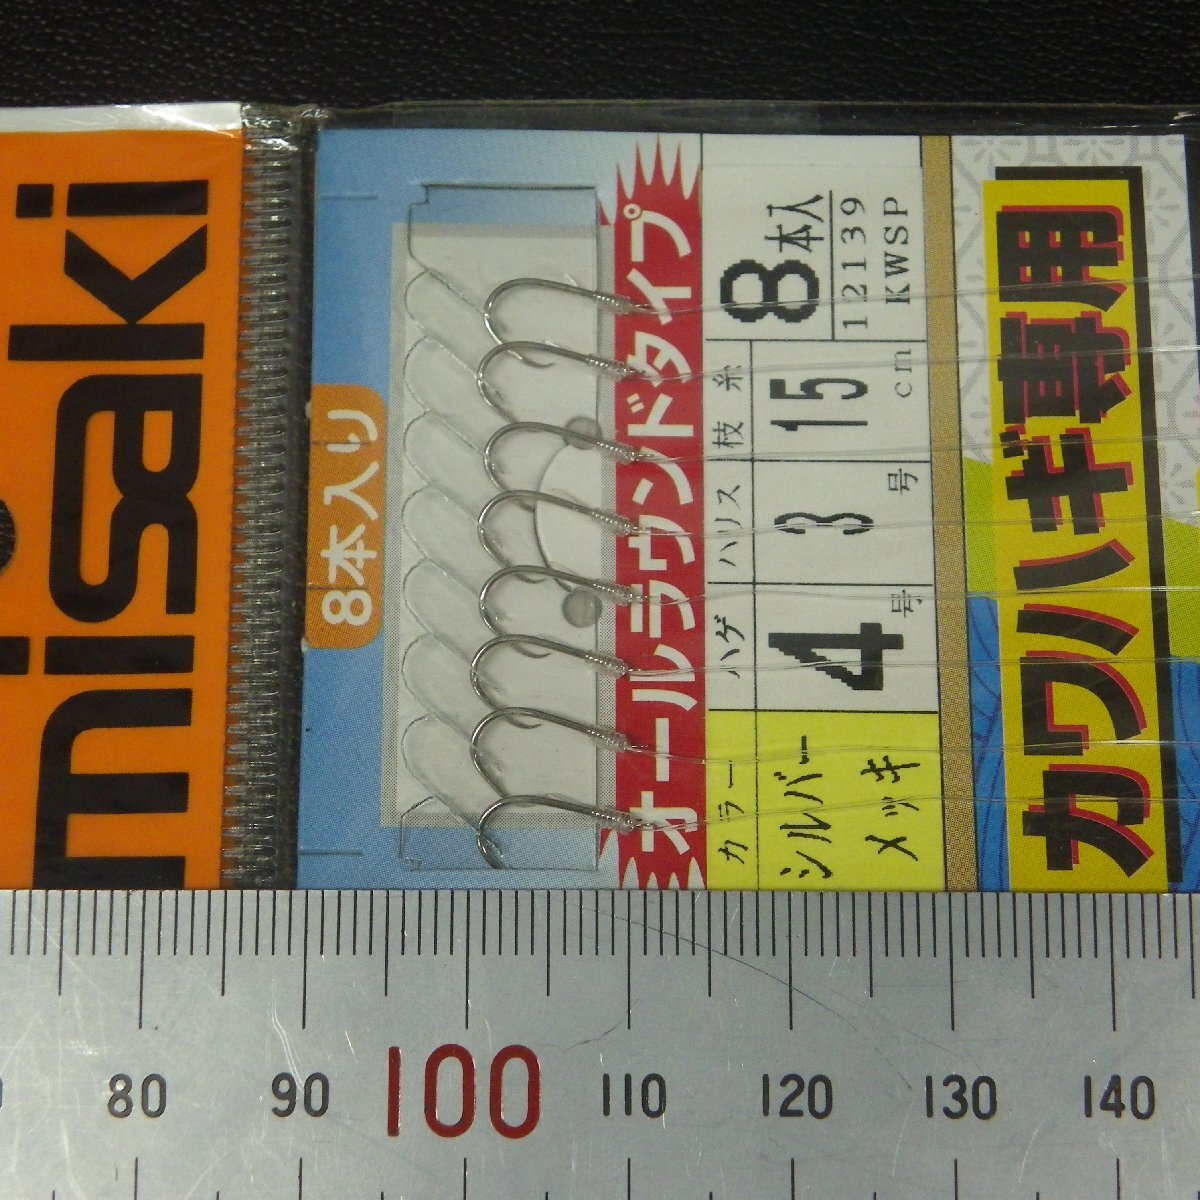 misaki
8本入り
オールラウンドタイプ
8本入
12139
KWSP
枝糸
15
cm
ハリス
3
号
ハゲ
4
号
カラー
シルバー
メッキ
カワハギ専用
80 90 100 110 120 130 140